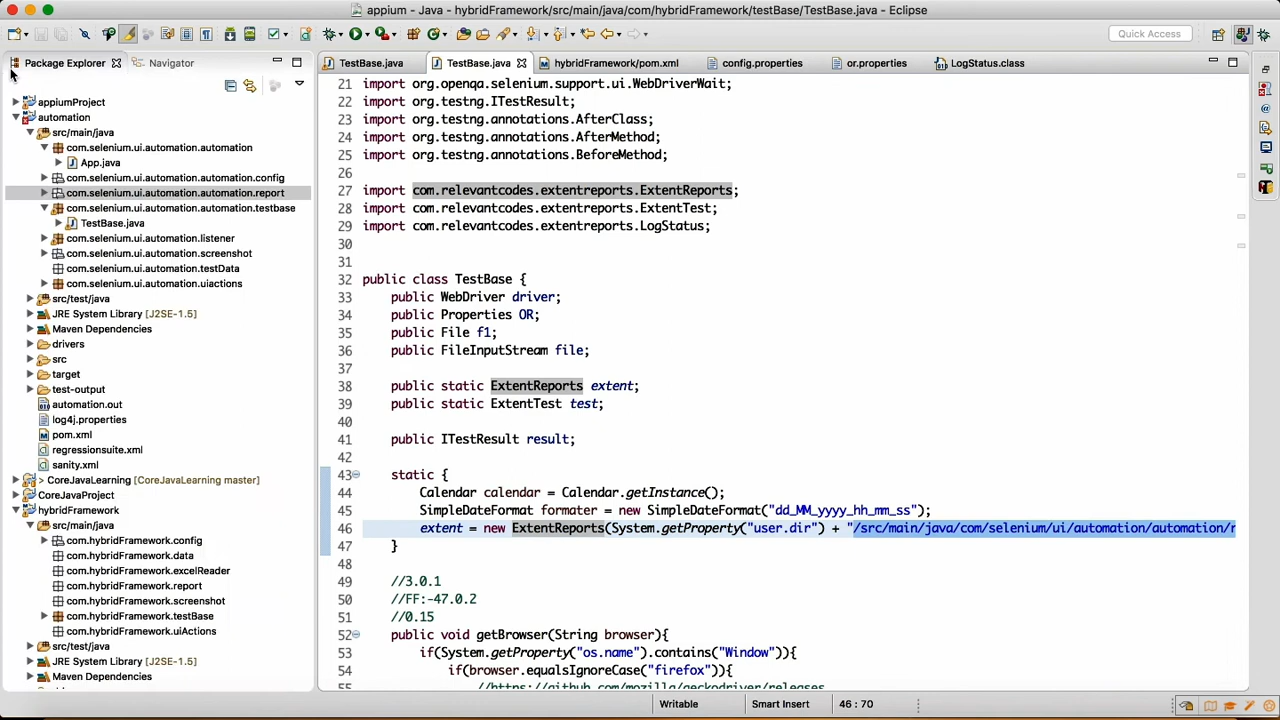 appium - Java - hybridFramework/src/main/java/com/hybridFramework/testBase/TestBase.java - Eclipse
Quick Access
Package Explorer
Navigator
TestBase.java
TestBase.java
hybridFramework/pom.xml
config.properties
or.properties
LogStatus.class
appiumProject
automation
src/main/java
com.selenium.ui.automation.automation
App.java
com.selenium.ui.automation.automation.config
com.selenium.ui.automation.automation.report
com.selenium.ui.automation.automation.testbase
TestBase.java
com.selenium.ui.automation.listener
com.selenium.ui.automation.screenshot
com.selenium.ui.automation.testData
com.selenium.ui.automation.uiactions
src/test/java
JRE System Library [J2SE-1.5]
Maven Dependencies
drivers
src
target
test-output
automation.out
log4j.properties
pom.xml
regressionsuite.xml
sanity.xml
> CoreJavaLearning [CoreJavaLearning master]
CoreJavaProject
hybridFramework
src/main/java
com.hybridFramework.config
com.hybridFramework.data
com.hybridFramework.excelReader
com.hybridFramework.report
com.hybridFramework.screenshot
com.hybridFramework.testBase
com.hybridFramework.uiActions
src/test/java
JRE System Library [J2SE-1.5]
Maven Dependencies
21 import org.openqa.selenium.support.ui.WebDriverWait;
22 import org.testng.ITestResult;
23 import org.testng.annotations.AfterClass;
24 import org.testng.annotations.AfterMethod;
25 import org.testng.annotations.BeforeMethod;
26
27 import com.relevantcodes.extentreports.ExtentReports;
28 import com.relevantcodes.extentreports.ExtentTest;
29 import com.relevantcodes.extentreports.LogStatus;
30
31
32 public class TestBase {
33 public WebDriver driver;
34 public Properties OR;
35 public File f1;
36 public FileInputStream file;
37
38 public static ExtentReports extent;
39 public static ExtentTest test;
40
41 public ITestResult result;
42
43 static {
44 Calendar calendar = Calendar.getInstance();
45 SimpleDateFormat formater = new SimpleDateFormat("dd_MM_yyyy_hh_mm_ss");
46 extent = new ExtentReports(System.getProperty("user.dir") + "/src/main/java/com/selenium/ui/automation/automation/r
47 }
48
49 //3.0.1
50 //FF:-47.0.2
51 //0.15
52 public void getBrowser(String browser){
53 if(System.getProperty("os.name").contains("Window")){
54 if(browser.equalsIgnoreCase("firefox")){
55 //https://github.com/mozilla/geckodriver/releases
Writable
Smart Insert
46 : 70